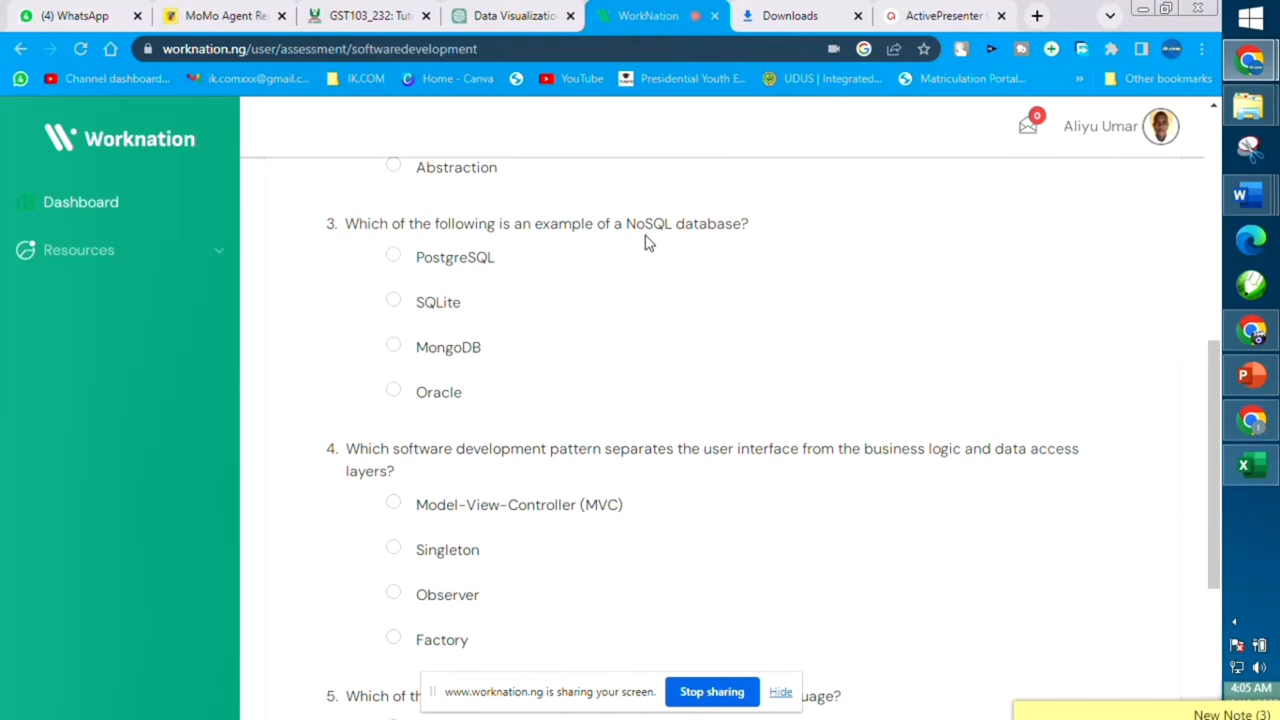 (4) WhatsApp
MoMo Agent Re
GST103_232: Tuto
Data Visualizatio
WorkNation
Downloads
ActivePresenter
worknation.ng/user/assessment/softwaredevelopment
Channel dashboard...
ik.comxxx@gmail.c...
IK.COM
Home - Canva
YouTube
Presidential Youth E...
UDUS | Integrated...
Matriculation Portal...
»
Other bookmarks
Worknation
Dashboard
Resources
0
Aliyu Umar
Abstraction
3. Which of the following is an example of a NoSQL database?
PostgreSQL
SQLite
MongoDB
Oracle
4. Which software development pattern separates the user interface from the business logic and data access
layers?
Model-View-Controller (MVC)
Singleton
Observer
Factory
5. Which of th
uage?
www.worknation.ng is sharing your screen.
Stop sharing
Hide
4:05 AM
New Note (3)